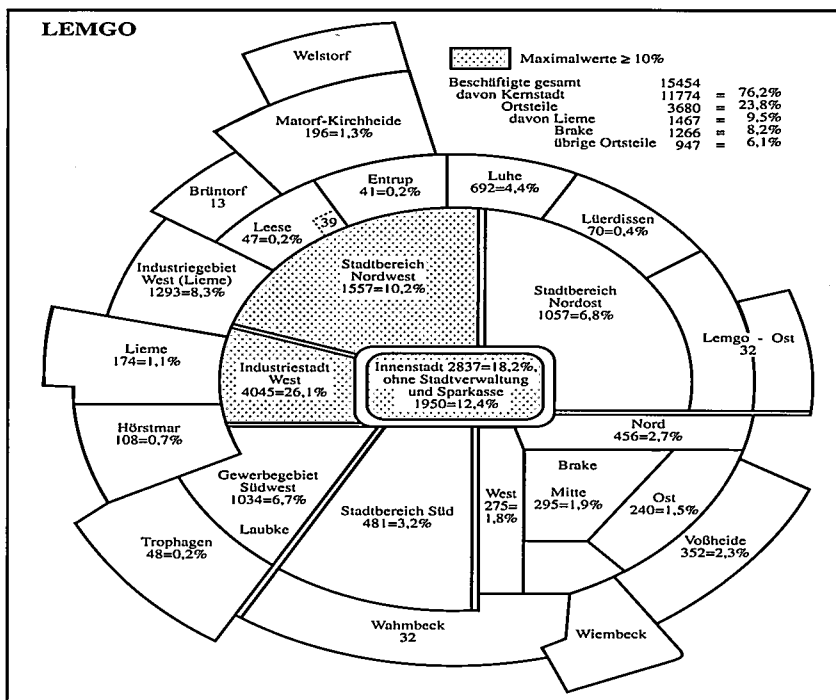 LEMGO
Maximalwerte ≥ 10%
Beschäftigte gesamt 15454
davon Kernstadt 11774 = 76,2%
Ortsteile 3680 = 23,8%
davon Lieme 1467 = 9,5%
Brake 1266 = 8,2%
übrige Ortsteile 947 = 6,1%
Welstorf
Matorf-Kirchheide
196=1,3%
Brüntorf
13
Leese
47=0,2%
39
Entrup
41=0,2%
Luhe
692=4,4%
Lüerdissen
70=0,4%
Industriegebiet
West (Lieme)
1293=8,3%
Stadtbereich
Nordwest
1557=10,2%
Stadtbereich
Nordost
1057=6,8%
Lemgo - Ost
32
Lieme
174=1,1%
Industriestadt
West
4045=26,1%
Innenstadt 2837=18,2%,
ohne Stadtverwaltung
und Sparkasse
1950=12,4%
Hörstmar
108=0,7%
Nord
456=2,7%
Gewerbegebiet
Südwest
1034=6,7%
Laubke
Stadtbereich Süd
481=3,2%
West
275=
1,8%
Brake
Mitte
295=1,9%
Ost
240=1,5%
Voßheide
352=2,3%
Trophagen
48=0,2%
Wahmbeck
32
Wiembeck